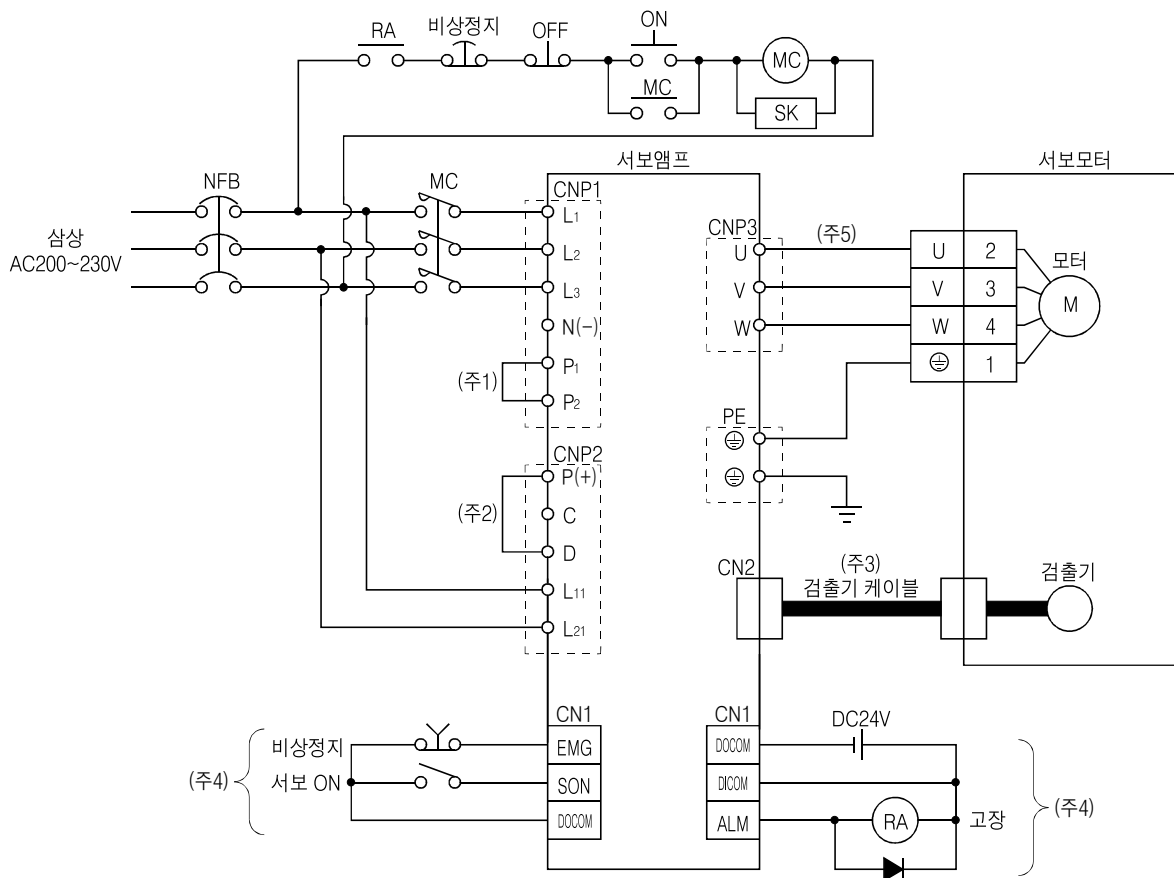 RA
비상정지
OFF
ON
MC
MC
SK
서보앰프
서보모터
NFB
MC
CNP1
L1
삼상
AC200~230V
L2
L3
N(-)
(주1)
P1
P2
CNP3
U
V
W
(주5)
U 2
V 3
W 4
1
모터
M
PE
CNP2
P(+)
(주2)
C
D
L11
L21
CN2
(주3)
검출기 케이블
검출기
CN1
(주4)
비상정지
EMG
서보 ON
SON
DOCOM
CN1
DC24V
DOCOM
DICOM
ALM
RA
고장
(주4)